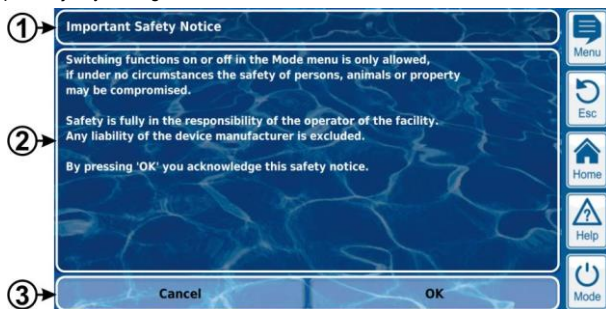 1
Important Safety Notice
Menu
2
Switching functions on or off in the Mode menu is only allowed,
if under no circumstances the safety of persons, animals or property
may be compromised.
Safety is fully in the responsibility of the operator of the facility.
Any liability of the device manufacturer is excluded.
By pressing 'OK' you acknowledge this safety notice.
Esc
Home
?
Help
3
Cancel
OK
Mode